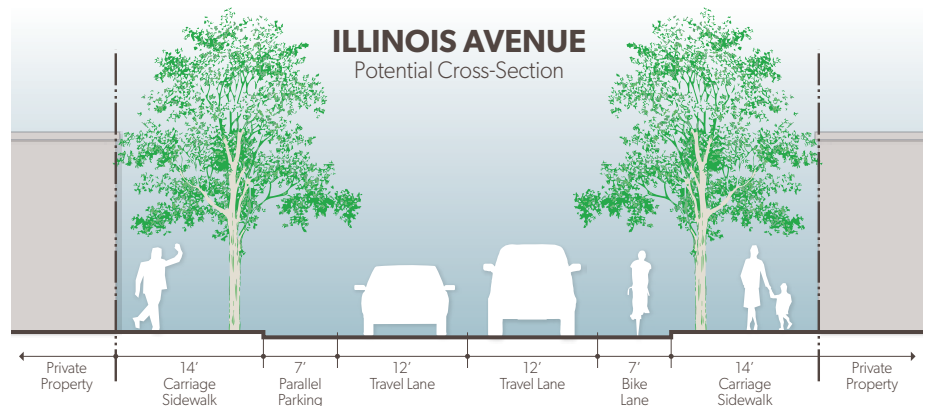 ILLINOIS AVENUE
Potential Cross-Section
Private
Property
14’
Carriage
Sidewalk
7’
Parallel
Parking
12’
Travel Lane
12’
Travel Lane
7’
Bike
Lane
14’
Carriage
Sidewalk
Private
Property